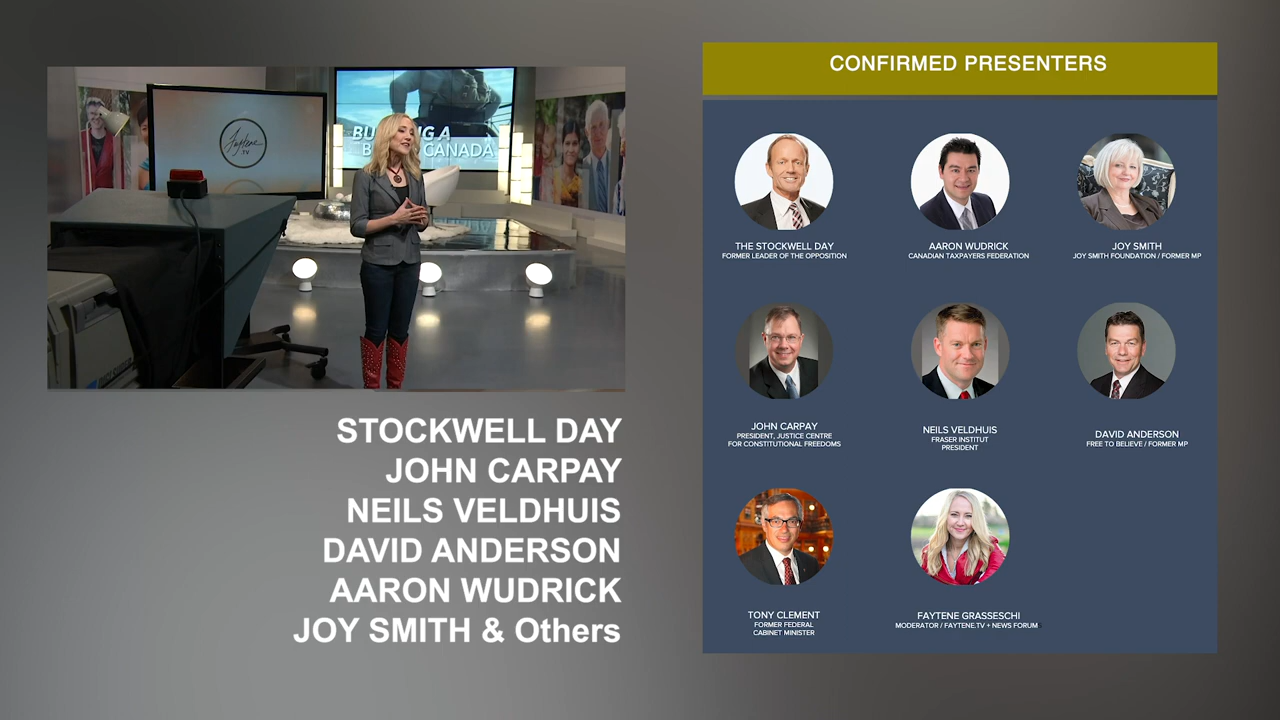 Faytene
.TV
BUILDING A
B CANADA
STOCKWELL DAY
JOHN CARPAY
NEILS VELDHUIS
DAVID ANDERSON
AARON WUDRICK
JOY SMITH & Others
CONFIRMED PRESENTERS
THE STOCKWELL DAY
FORMER LEADER OF THE OPPOSITION
AARON WUDRICK
CANADIAN TAXPAYERS FEDERATION
JOY SMITH
JOY SMITH FOUNDATION / FORMER MP
JOHN CARPAY
PRESIDENT, JUSTICE CENTRE
FOR CONSTITUTIONAL FREEDOMS
NEILS VELDHUIS
FRASER INSTITUT
PRESIDENT
DAVID ANDERSON
FREE TO BELIEVE / FORMER MP
TONY CLEMENT
FORMER FEDERAL
CABINET MINISTER
FAYTENE GRASSESCHI
MODERATOR / FAYTENE.TV + NEWS FORUM